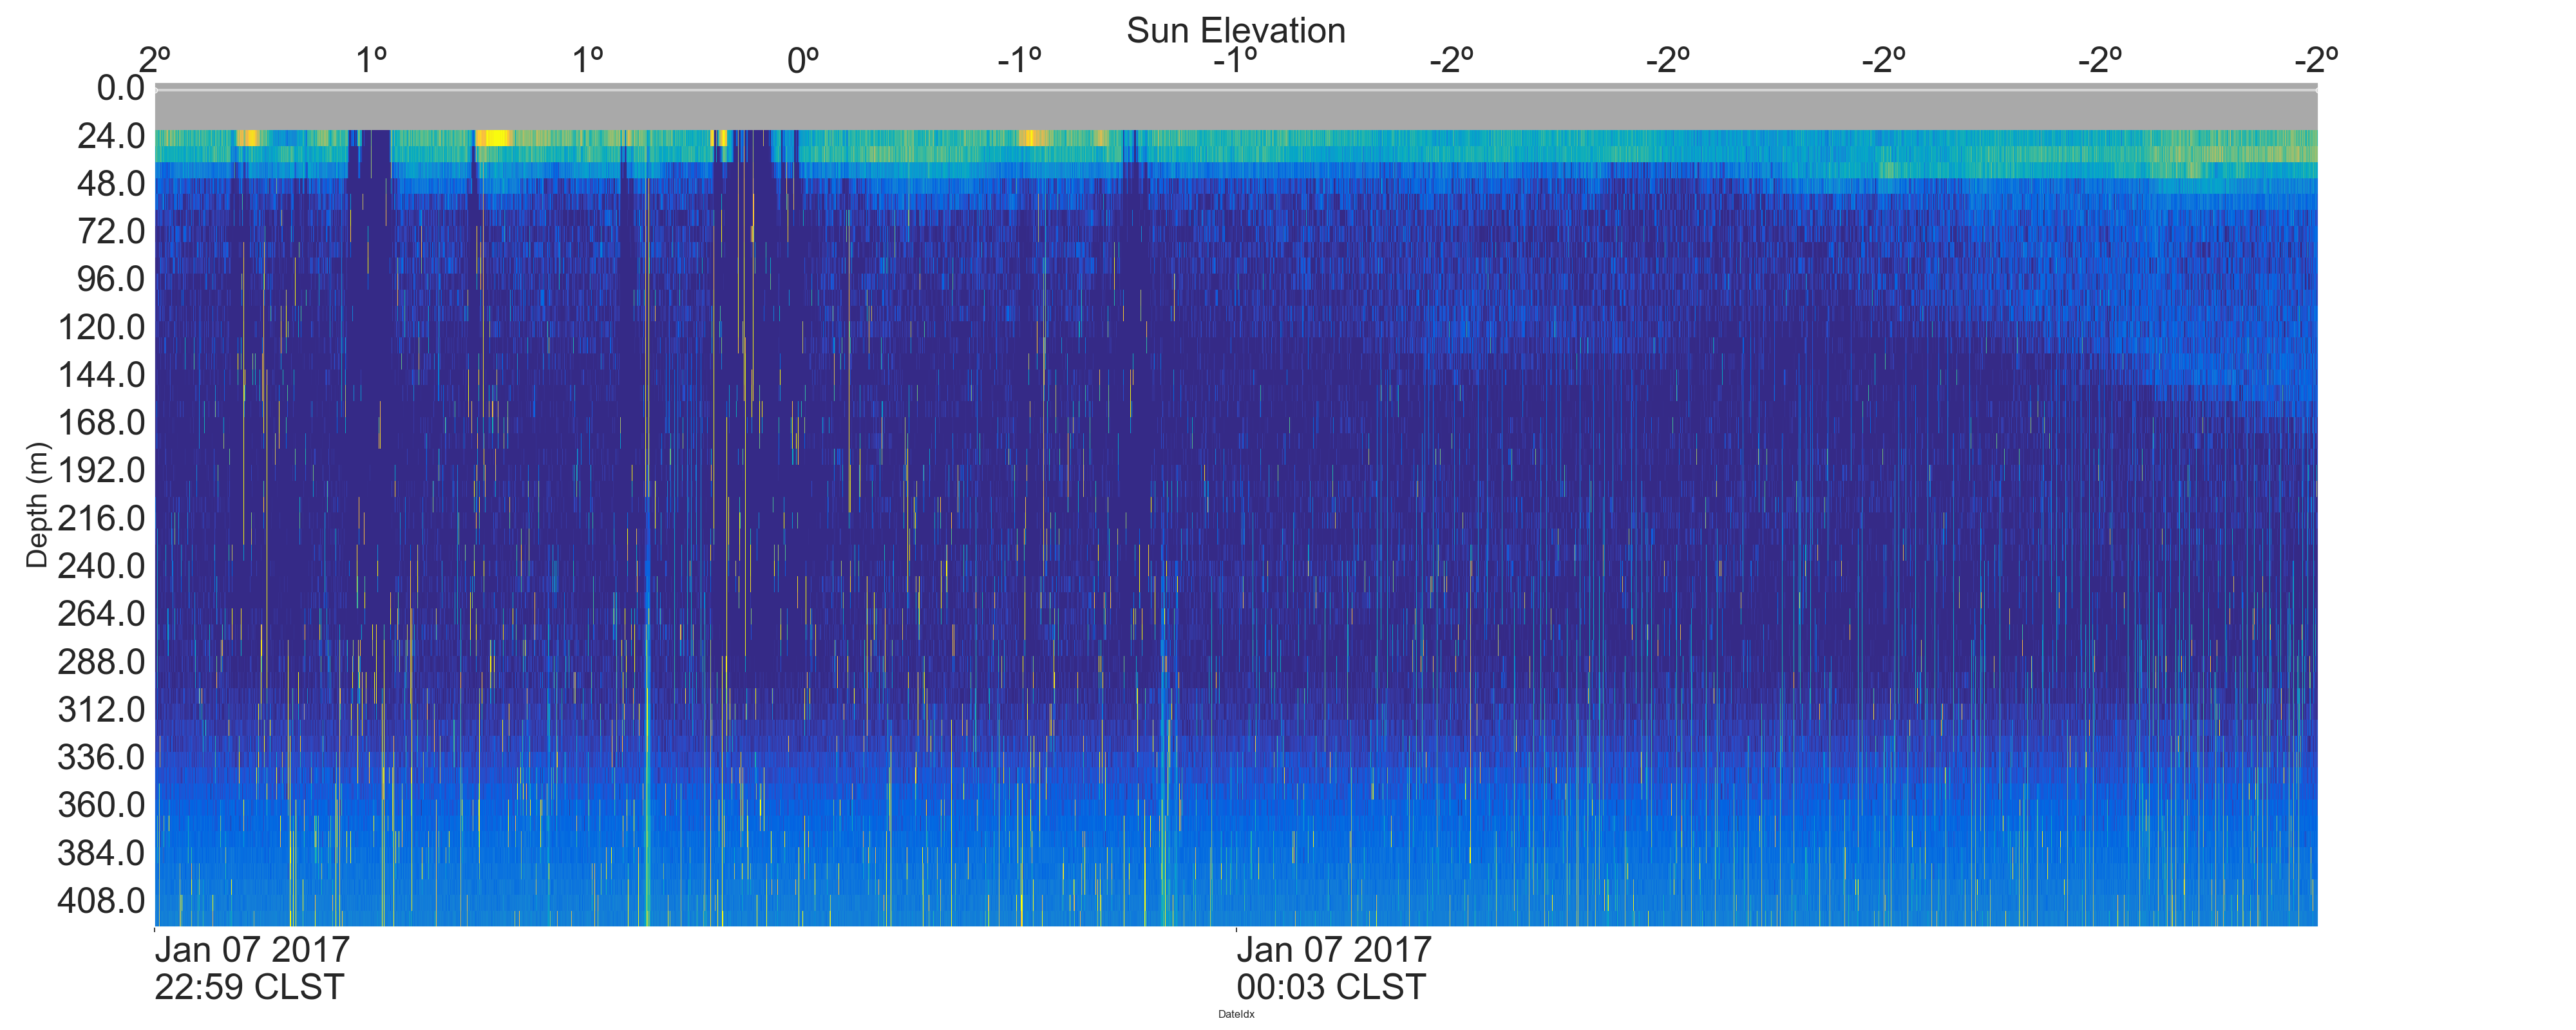 Sun Elevation
2º 1º 1º 0º -1º -1º -2º -2º -2º -2º -2º
0.0
24.0
48.0
72.0
96.0
120.0
144.0
168.0
192.0
216.0
240.0
264.0
288.0
312.0
336.0
360.0
384.0
408.0
Depth (m)
Jan 07 2017
22:59 CLST
Jan 07 2017
00:03 CLST
DateIdx